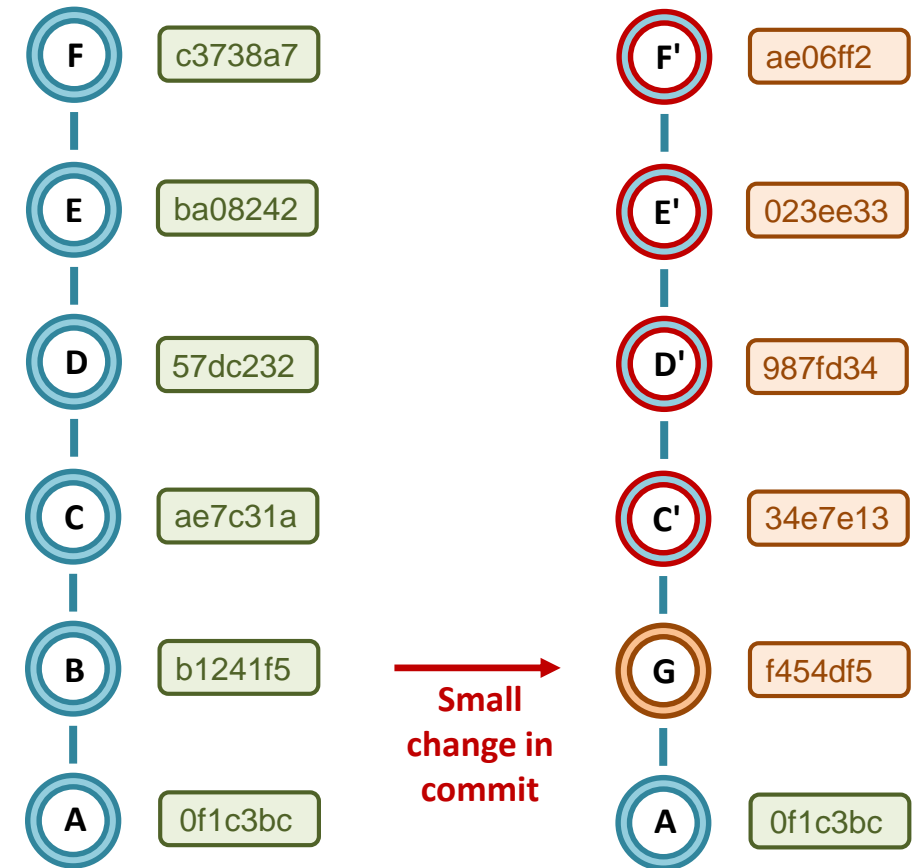 F c3738a7 F' ae06ff2
E ba08242 E' 023ee33
D 57dc232 D' 987fd34
C ae7c31a C' 34e7e13
B b1241f5 G f454df5
Small
change in
commit
A 0f1c3bc A 0f1c3bc